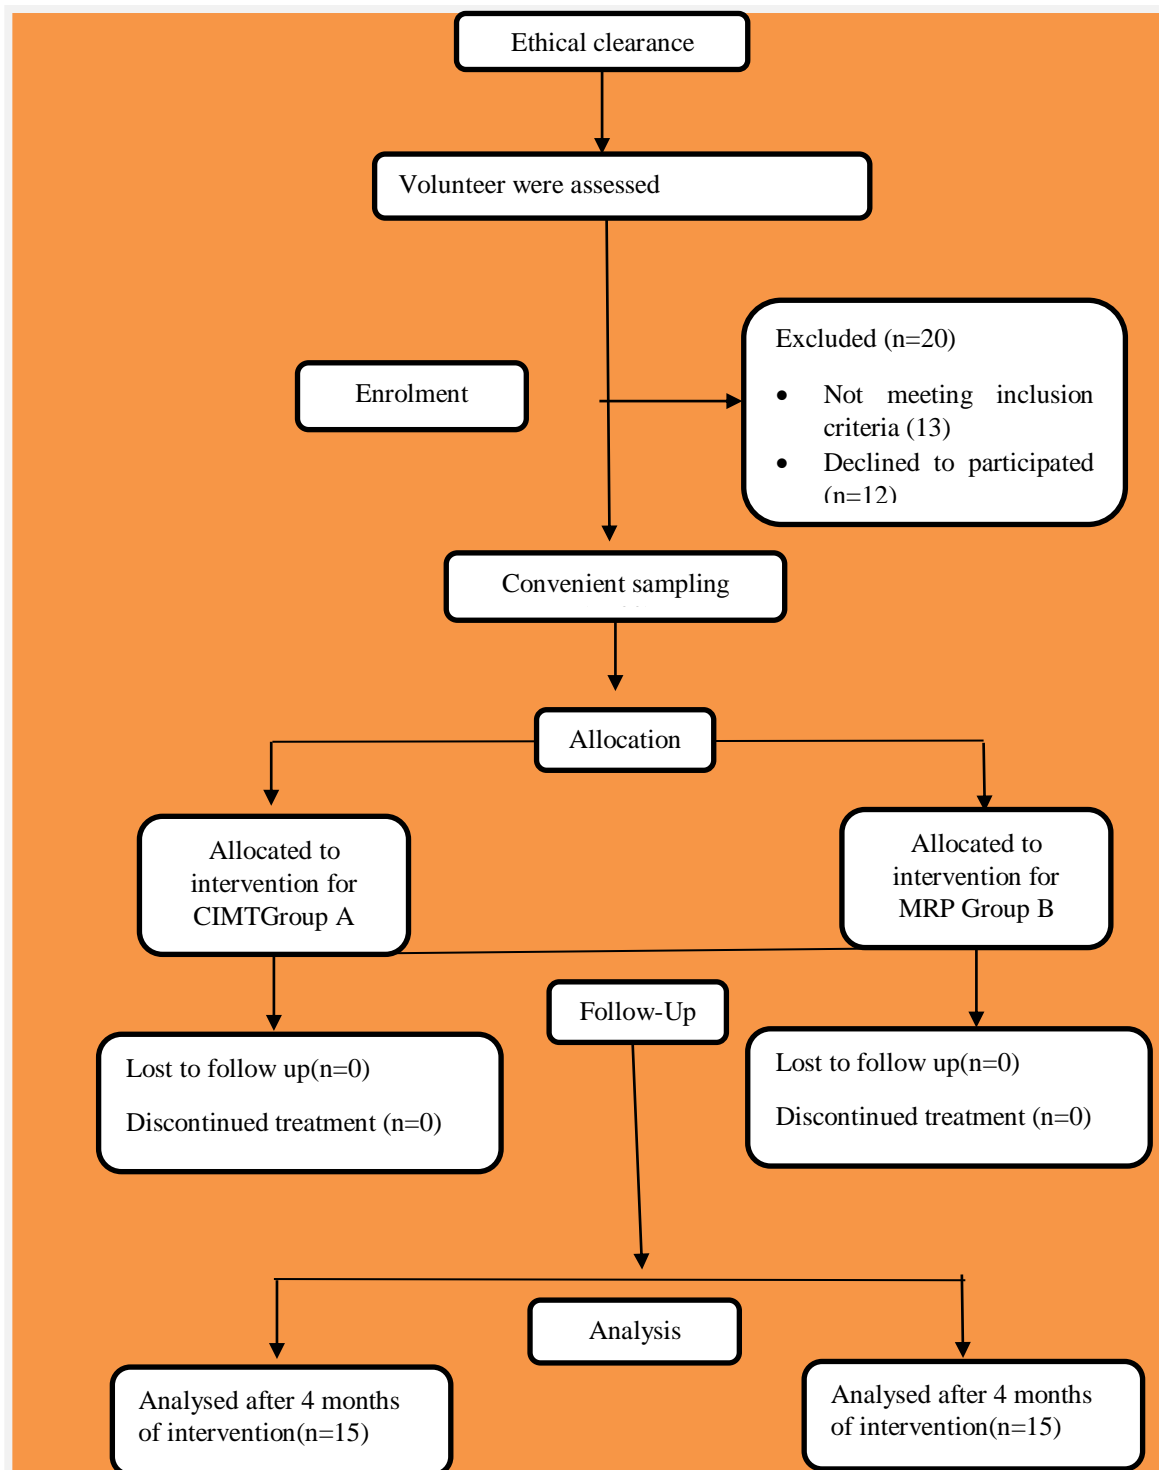 Ethical clearance
Volunteer were assessed
Excluded (n=20)
• Not meeting inclusion
criteria (13)
• Declined to participated
(n=12)
Enrolment
Convenient sampling
Allocation
Allocated to
intervention for
CIMTGroup A
Allocated to
intervention for
MRP Group B
Follow-Up
Lost to follow up(n=0)
Discontinued treatment (n=0)
Lost to follow up(n=0)
Discontinued treatment (n=0)
Analysis
Analysed after 4 months
of intervention(n=15)
Analysed after 4 months
of intervention(n=15)